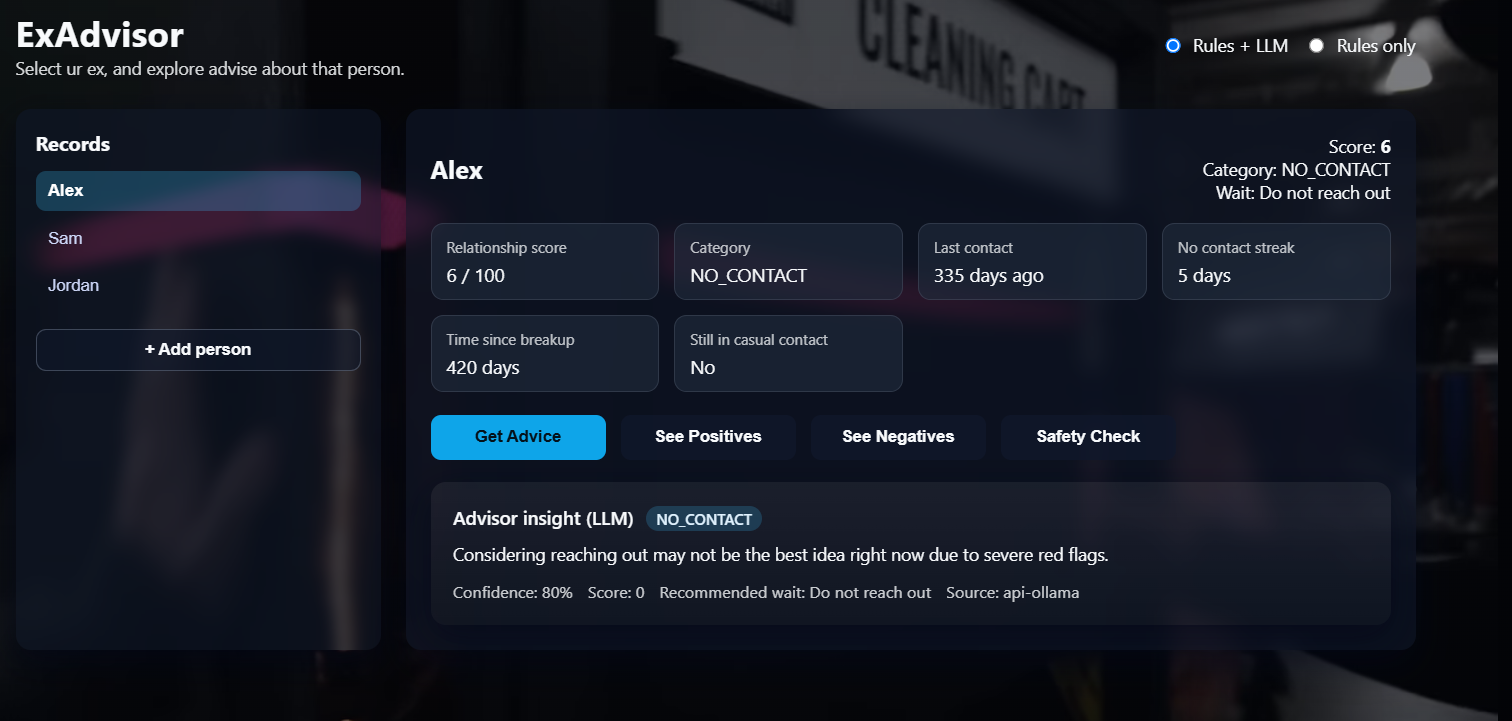 ExAdvisor
Select ur ex, and explore advise about that person.
Rules + LLM Rules only
CLEANING CART
Records
Alex
Sam
Jordan
+ Add person
Alex
Score: 6
Category: NO_CONTACT
Wait: Do not reach out
Relationship score
6 / 100
Category
NO_CONTACT
Last contact
335 days ago
No contact streak
5 days
Time since breakup
420 days
Still in casual contact
No
Get Advice See Positives See Negatives Safety Check
Advisor insight (LLM) NO_CONTACT
Considering reaching out may not be the best idea right now due to severe red flags.
Confidence: 80% Score: 0 Recommended wait: Do not reach out Source: api-ollama